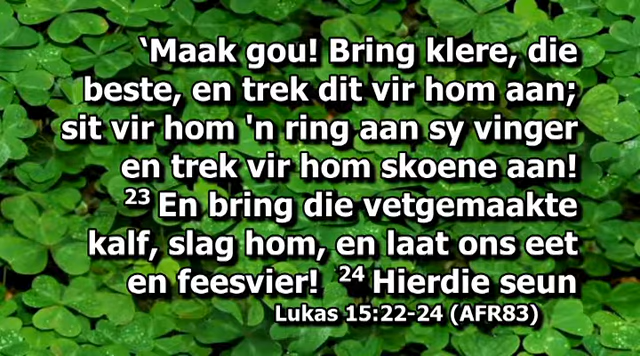 ‘Maak gou! Bring klere, die
beste, en trek dit vir hom aan;
sit vir hom 'n ring aan sy vinger
en trek vir hom skoene aan!
23 En bring die vetgemaakte
kalf, slag hom, en laat ons eet
en feesvier! 24 Hierdie seun
Lukas 15:22-24 (AFR83)